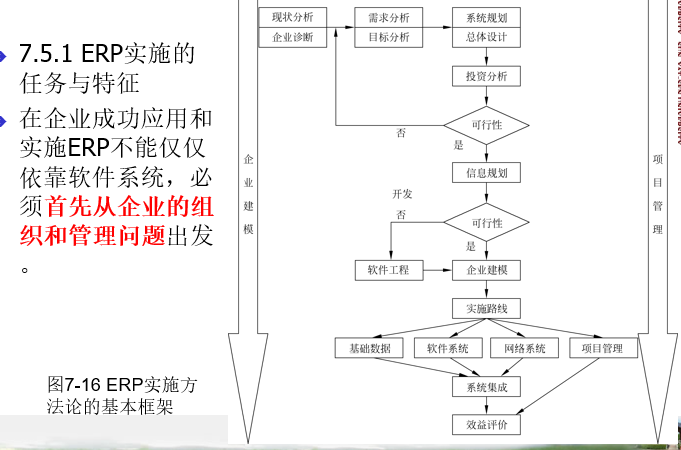 7.5.1 ERP实施的
任务与特征
在企业成功应用和
实施ERP不能仅仅
依靠软件系统，必
须首先从企业的组
织和管理问题出发
。
图7-16 ERP实施方
法论的基本框架
企
业
建
模
现状分析
企业诊断
需求分析
目标分析
系统规划
总体设计
投资分析
可行性
否
是
信息规划
开发
否
可行性
是
软件工程
企业建模
实施路线
基础数据
软件系统
网络系统
项目管理
系统集成
效益评价
项
目
管
理